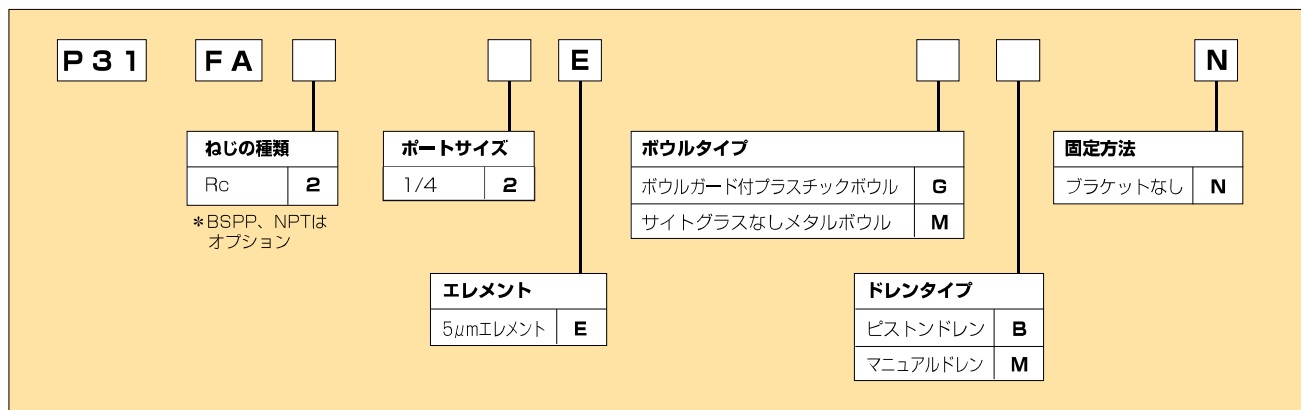 P31 FA E N
ねじの種類
Rc 2
*BSPP、NPTは
オプション
ポートサイズ
1/4 2
ボウルタイプ
ボウルガード付プラスチックボウル G
サイトグラスなしメタルボウル M
固定方法
ブラケットなし N
エレメント
5μmエレメント E
ドレンタイプ
ピストンドレン B
マニュアルドレン M